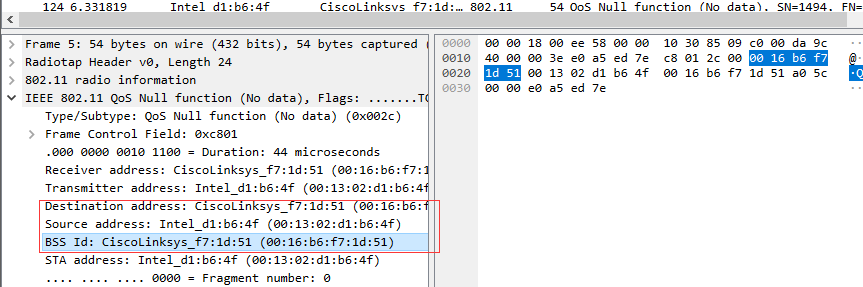 124 6.331819 Intel_d1:b6:4f CiscoLinksys_f7:1d:… 802.11 54 QoS Null function (No data), SN=1494, FN=
Frame 5: 54 bytes on wire (432 bits), 54 bytes captured (
Radiotap Header v0, Length 24
802.11 radio information
IEEE 802.11 QoS Null function (No data), Flags: .......TC
Type/Subtype: QoS Null function (No data) (0x002c)
Frame Control Field: 0xc801
.000 0000 0010 1100 = Duration: 44 microseconds
Receiver address: CiscoLinksys_f7:1d:51 (00:16:b6:f7:1
Transmitter address: Intel_d1:b6:4f (00:13:02:d1:b6:4f
Destination address: CiscoLinksys_f7:1d:51 (00:16:b6:f
Source address: Intel_d1:b6:4f (00:13:02:d1:b6:4f)
BSS Id: CiscoLinksys_f7:1d:51 (00:16:b6:f7:1d:51)
STA address: Intel_d1:b6:4f (00:13:02:d1:b6:4f)
.... .... .... 0000 = Fragment number: 0
0000 00 00 18 00 ee 58 00 00 10 30 85 09 c0 00 da 9c ··
0010 40 00 00 3e e0 a5 ed 7e c8 01 2c 00 00 16 b6 f7 @·
0020 1d 51 00 13 02 d1 b6 4f 00 16 b6 f7 1d 51 a0 5c ·Q
0030 00 00 e0 a5 ed 7e ··